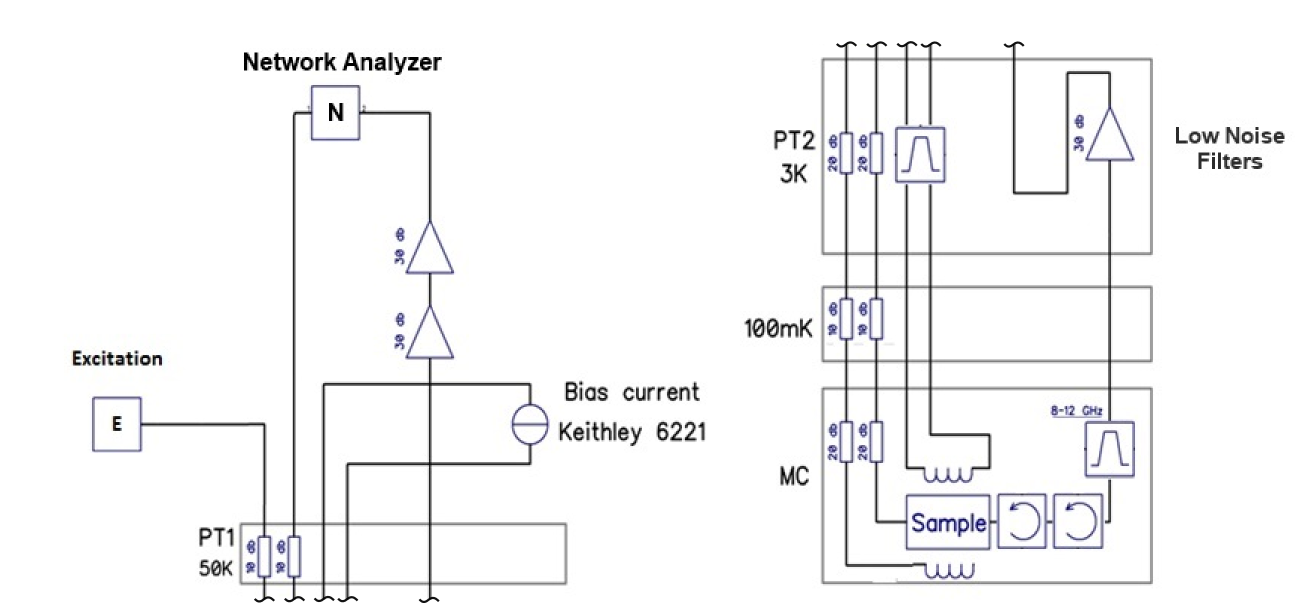 Network Analyzer
1
N
2
30 db
30 db
Excitation
E
Bias current
Keithley 6221
PT1
50K
10 db
10 db
PT2
3K
20 db
20 db
30 db
Low Noise
Filters
100mK
10 db
10 db
MC
20 db
20 db
8-12 GHz
Sample